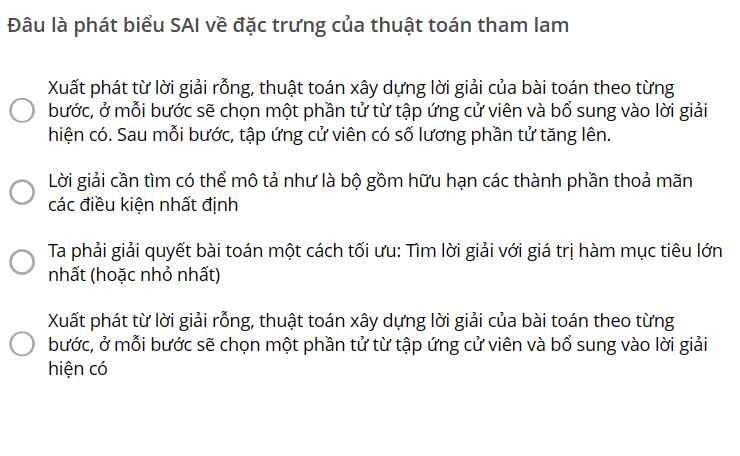 Đâu là phát biểu SAI về đặc trưng của thuật toán tham lam
Xuất phát từ lời giải rỗng, thuật toán xây dựng lời giải của bài toán theo từng
bước, ở mỗi bước sẽ chọn một phần tử từ tập ứng cử viên và bổ sung vào lời giải
hiện có. Sau mỗi bước, tập ứng cử viên có số lương phần tử tăng lên.
Lời giải cần tìm có thể mô tả như là bộ gồm hữu hạn các thành phần thoả mãn
các điều kiện nhất định
Ta phải giải quyết bài toán một cách tối ưu: Tìm lời giải với giá trị hàm mục tiêu lớn
nhất (hoặc nhỏ nhất)
Xuất phát từ lời giải rỗng, thuật toán xây dựng lời giải của bài toán theo từng
bước, ở mỗi bước sẽ chọn một phần tử từ tập ứng cử viên và bổ sung vào lời giải
hiện có